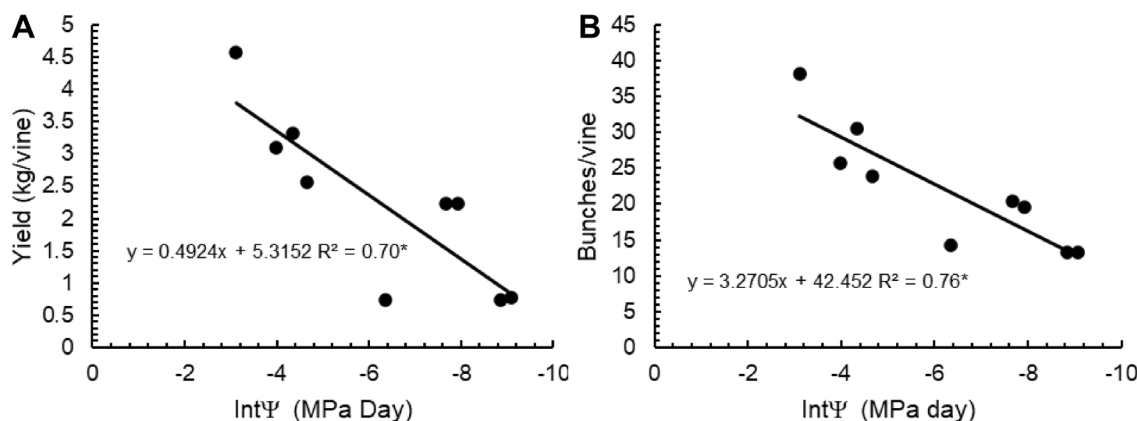 A
Yield (kg/vine)
5
4.5
4
3.5
3
2.5
2
1.5
1
0.5
0
y = 0.4924x + 5.3152 R² = 0.70*
0 -2 -4 -6 -8 -10
IntΨ (MPa Day)
B
Bunches/vine
45
40
35
30
25
20
15
10
5
0
y = 3.2705x + 42.452 R² = 0.76*
0 -2 -4 -6 -8 -10
IntΨ (MPa day)